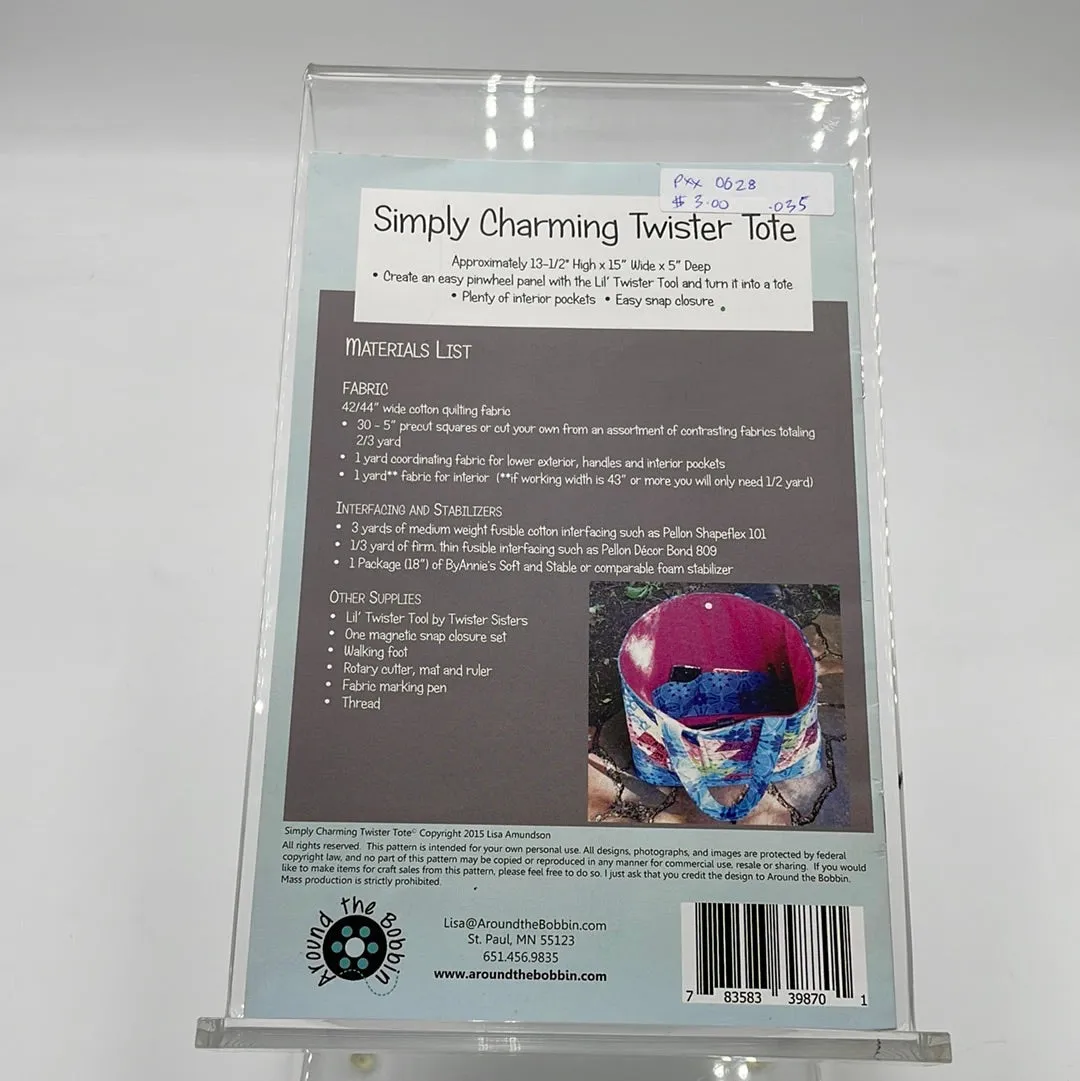 Pxx 0628
$ 3.00 .035
Simply Charming Twister Tote
Approximately 13-1/2" High x 15" Wide x 5" Deep
• Create an easy pinwheel panel with the Lil' Twister Tool and turn it into a tote
• Plenty of interior pockets • Easy snap closure
MATERIALS LIST
FABRIC
42/44" wide cotton quilting fabric
• 30 - 5" precut squares or cut your own from an assortment of contrasting fabrics totaling
2/3 yard
• 1 yard coordinating fabric for lower exterior, handles and interior pockets
• 1 yard** fabric for interior (**if working width is 43" or more you will only need 1/2 yard)
INTERFACING AND STABILIZERS
• 3 yards of medium weight fusible cotton interfacing such as Pellon Shapeflex 101
• 1/3 yard of firm, thin fusible interfacing such as Pellon Décor Bond 809
• 1 Package (18") of ByAnnie's Soft and Stable or comparable foam stabilizer
OTHER SUPPLIES
• Lil' Twister Tool by Twister Sisters
• One magnetic snap closure set
• Walking foot
• Rotary cutter, mat and ruler
• Fabric marking pen
• Thread
Simply Charming Twister Tote© Copyright 2015 Lisa Amundson
All rights reserved. This pattern is intended for your own personal use. All designs, photographs, and images are protected by federal
copyright law, and no part of this pattern may be copied or reproduced in any manner for commercial use, resale or sharing. If you would
like to make items for craft sales from this pattern, please feel free to do so. I just ask that you credit the design to Around the Bobbin.
Mass production is strictly prohibited.
Around the Bobbin
Lisa@AroundtheBobbin.com
St. Paul, MN 55123
651.456.9835
www.aroundthebobbin.com
7 83583 39870 1